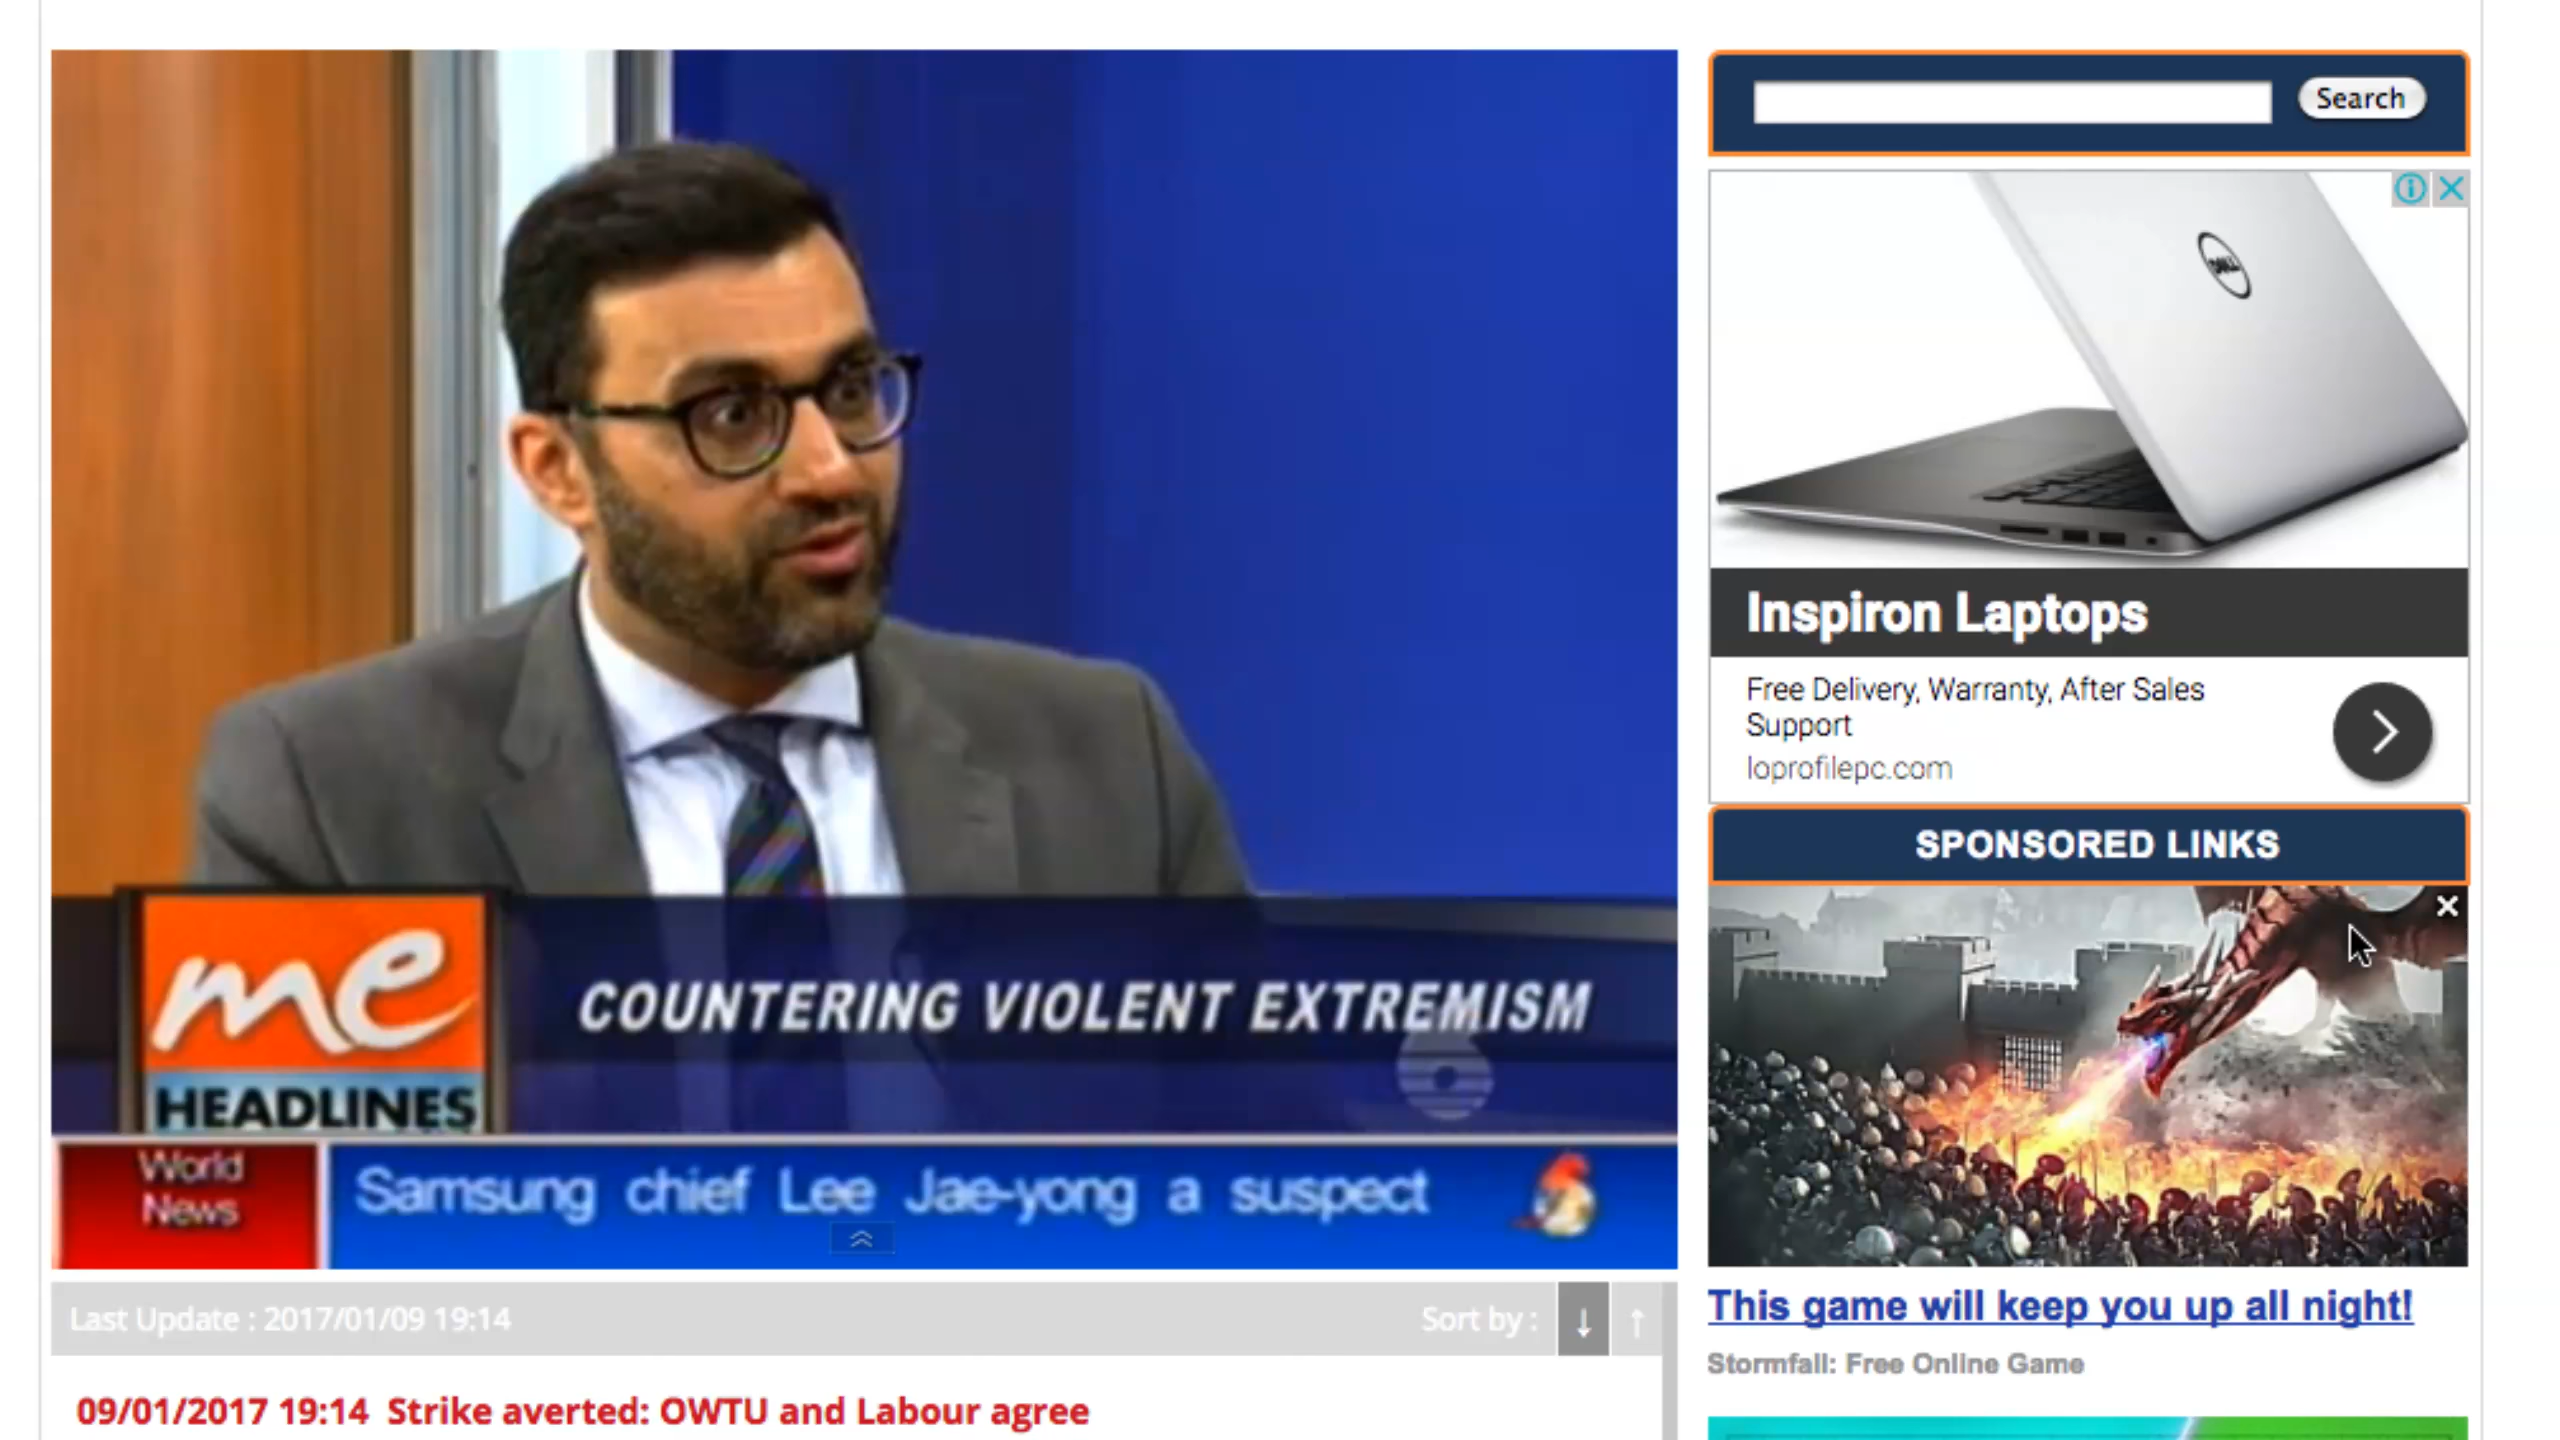 me
HEADLINES
COUNTERING VIOLENT EXTREMISM
6
World
News
Samsung chief Lee Jae-yong a suspect
Last Update : 2017/01/09 19:14
Sort by : ↓ ↑
09/01/2017 19:14 Strike averted: OWTU and Labour agree
Search
DELL
Inspiron Laptops
Free Delivery, Warranty, After Sales
Support
loprofilepc.com
SPONSORED LINKS
This game will keep you up all night!
Stormfall: Free Online Game